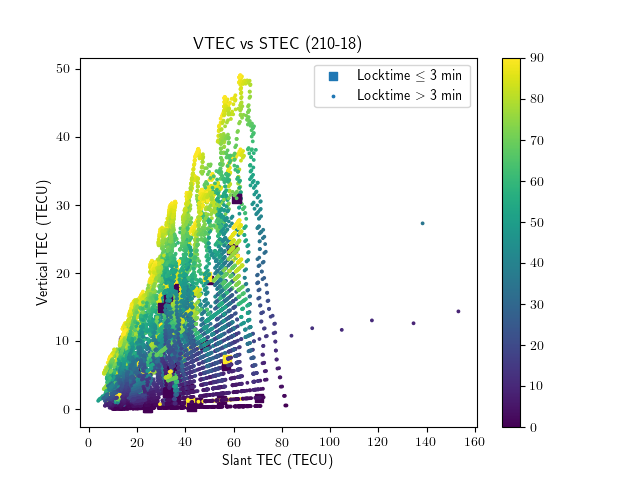 VTEC vs STEC (210-18)
Locktime ≤ 3 min
Locktime > 3 min
Vertical TEC (TECU)
50
40
30
20
10
0
0 20 40 60 80 100 120 140 160
Slant TEC (TECU)
90
80
70
60
50
40
30
20
10
0